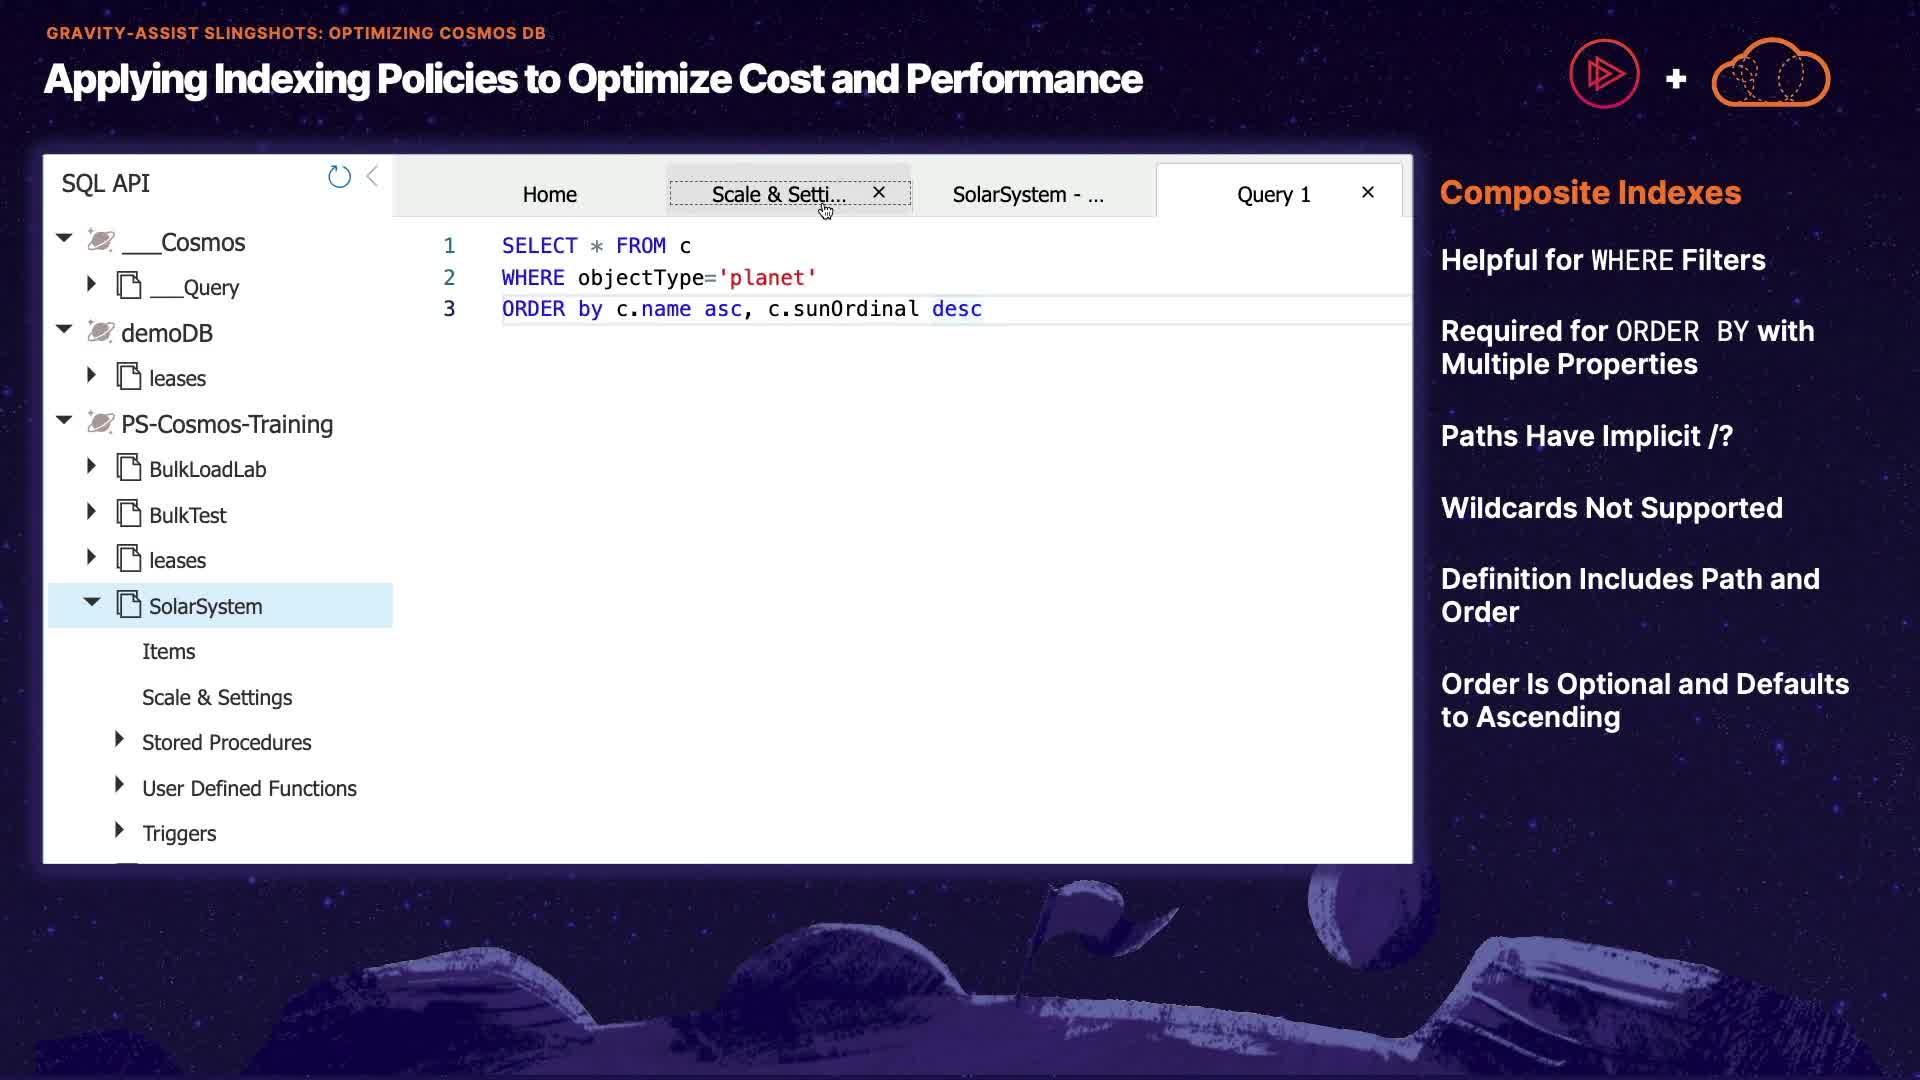 GRAVITY-ASSIST SLINGSHOTS: OPTIMIZING COSMOS DB
Applying Indexing Policies to Optimize Cost and Performance
+
SQL API
___Cosmos
___Query
demoDB
leases
PS-Cosmos-Training
BulkLoadLab
BulkTest
leases
SolarSystem
Items
Scale & Settings
Stored Procedures
User Defined Functions
Triggers
Home
Scale & Setti...
SolarSystem - ...
Query 1
1 SELECT * FROM c
2 WHERE objectType='planet'
3 ORDER by c.name asc, c.sunOrdinal desc
Composite Indexes
Helpful for WHERE Filters
Required for ORDER BY with
Multiple Properties
Paths Have Implicit /?
Wildcards Not Supported
Definition Includes Path and
Order
Order Is Optional and Defaults
to Ascending